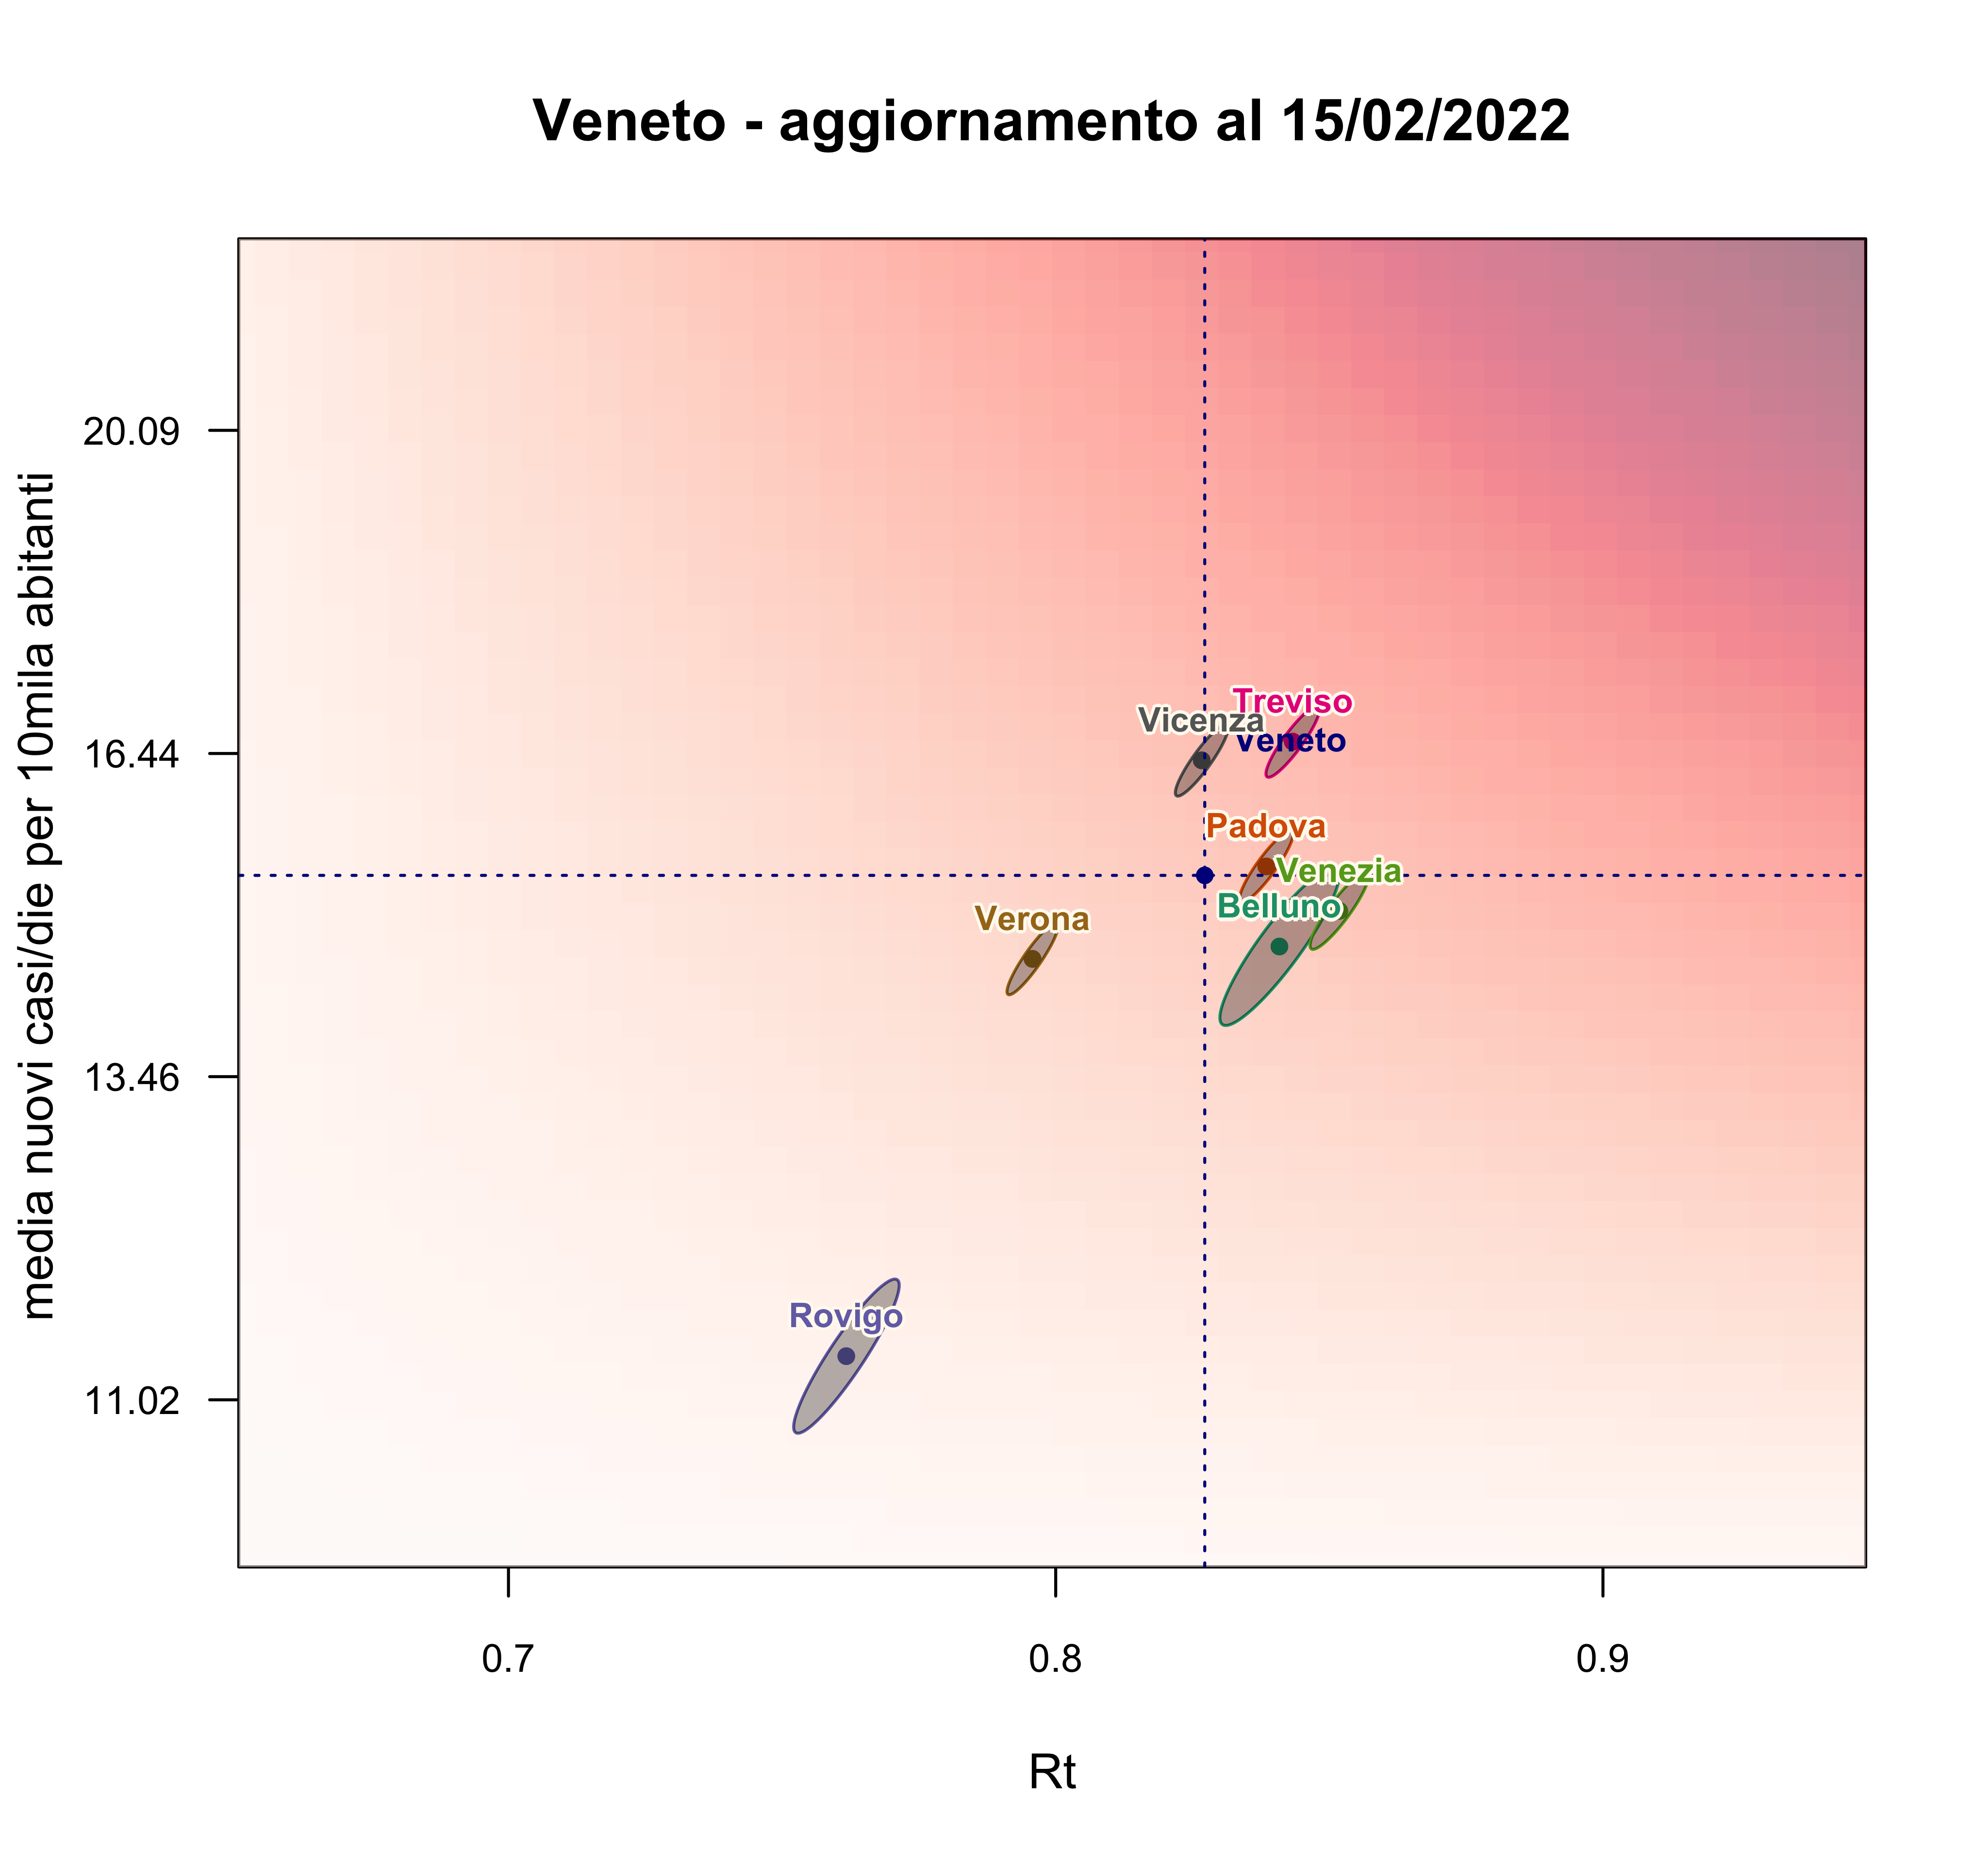 Veneto - aggiornamento al 15/02/2022
media nuovi casi/die per 10mila abitanti
20.09
16.44
13.46
11.02
Treviso
Vicenza
Veneto
Padova
Venezia
Belluno
Verona
Rovigo
0.7
0.8
0.9
Rt